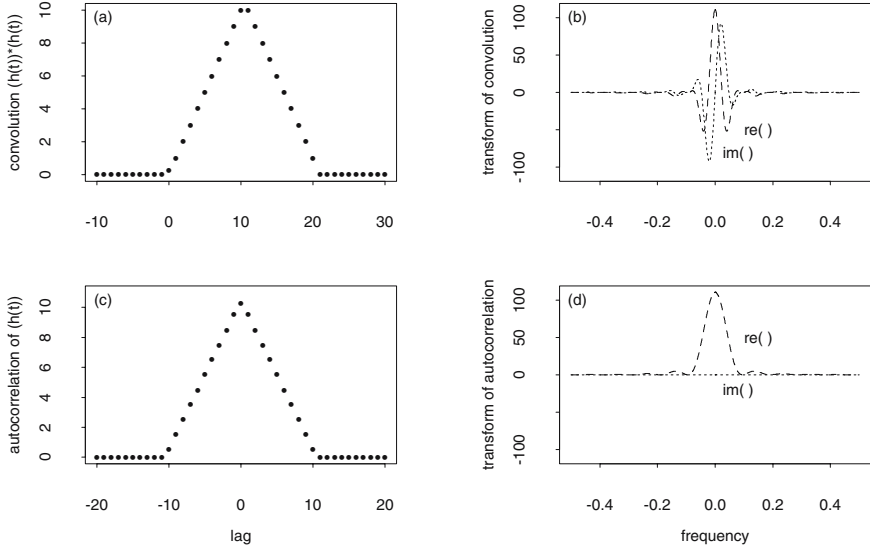 (a)
convolution (h(t))*(h(t))
10
8
6
4
2
0
-10 0 10 20 30
(b)
transform of convolution
100
50
0
-100
re( )
im( )
-0.4 -0.2 0.0 0.2 0.4
(c)
autocorrelation of (h(t))
10
8
6
4
2
0
-20 -10 0 10 20
lag
(d)
transform of autocorrelation
100
50
0
-100
re( )
im( )
-0.4 -0.2 0.0 0.2 0.4
frequency